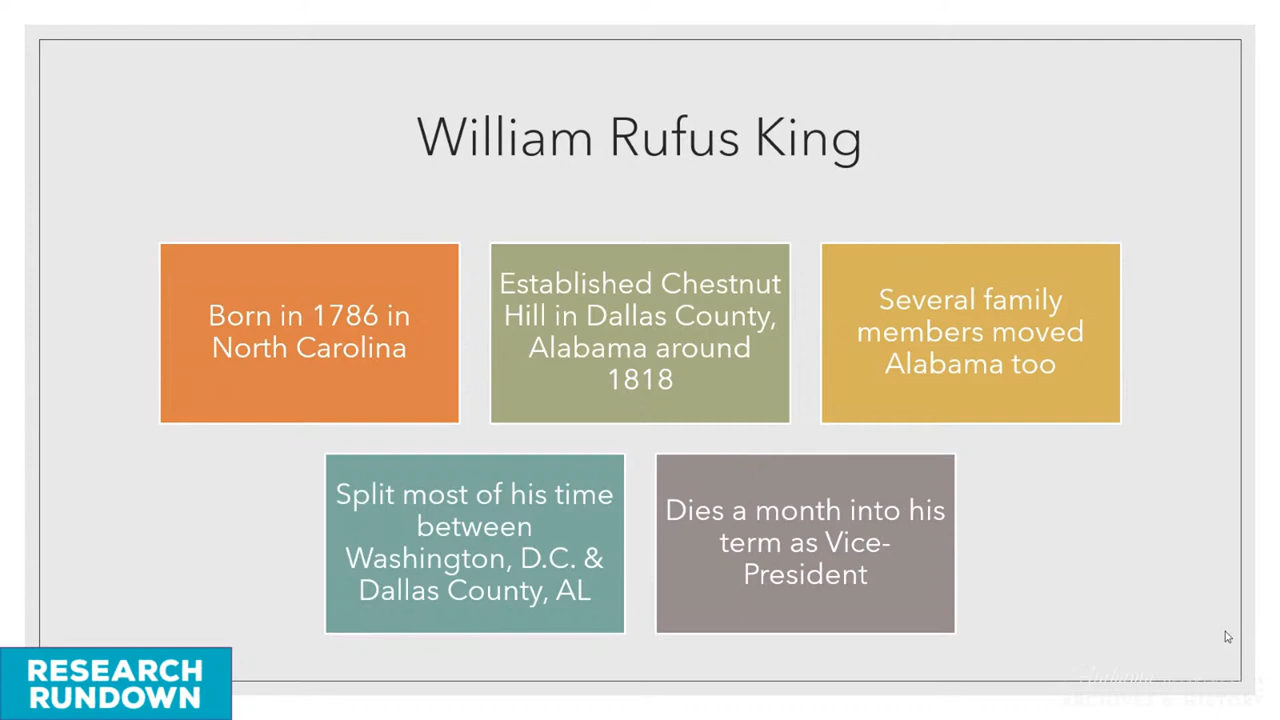 William Rufus King
Born in 1786 in
North Carolina
Established Chestnut
Hill in Dallas County,
Alabama around
1818
Several family
members moved
Alabama too
Split most of his time
between
Washington, D.C. &
Dallas County, AL
Dies a month into his
term as Vice-
President
RESEARCH
RUNDOWN
Alabama